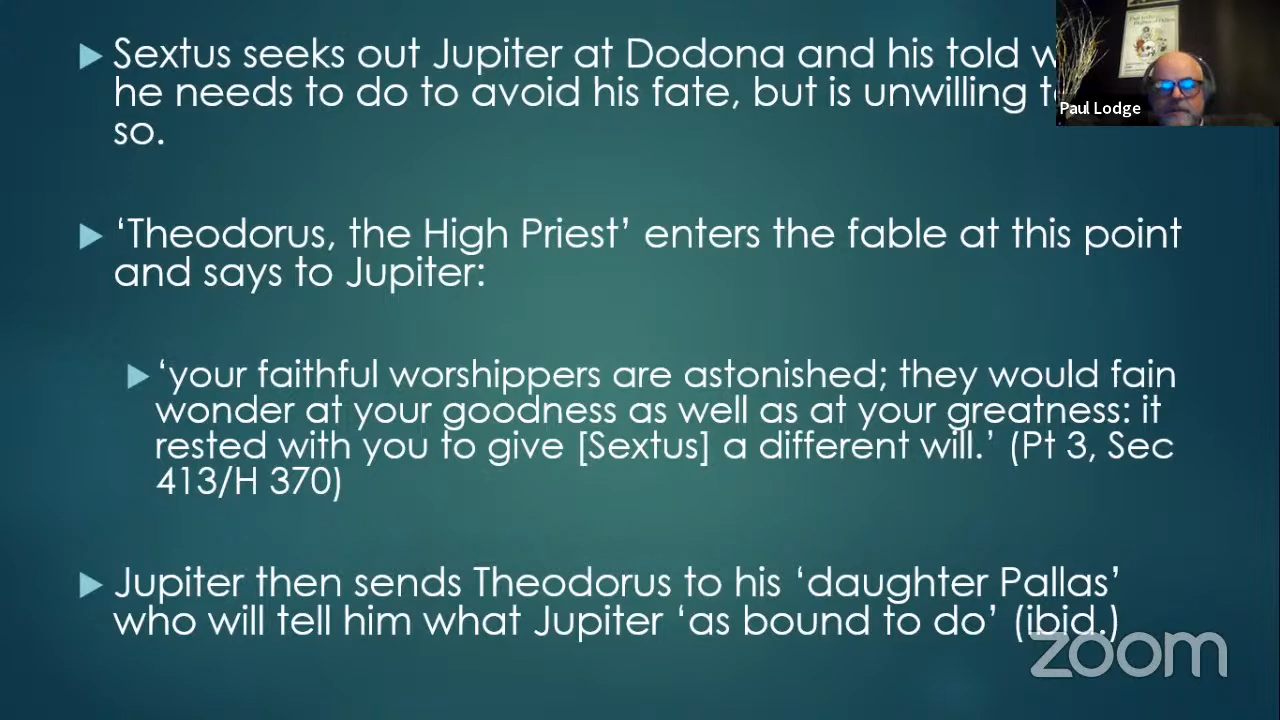 Sextus seeks out Jupiter at Dodona and his told
he needs to do to avoid his fate, but is unwilling
so.
Paul Lodge
‘Theodorus, the High Priest’ enters the fable at this point
and says to Jupiter:
‘your faithful worshippers are astonished; they would fain
wonder at your goodness as well as at your greatness: it
rested with you to give [Sextus] a different will.’ (Pt 3, Sec
413/H 370)
Jupiter then sends Theodorus to his ‘daughter Pallas’
who will tell him what Jupiter ‘as bound to do’ (ibid.)
zoom